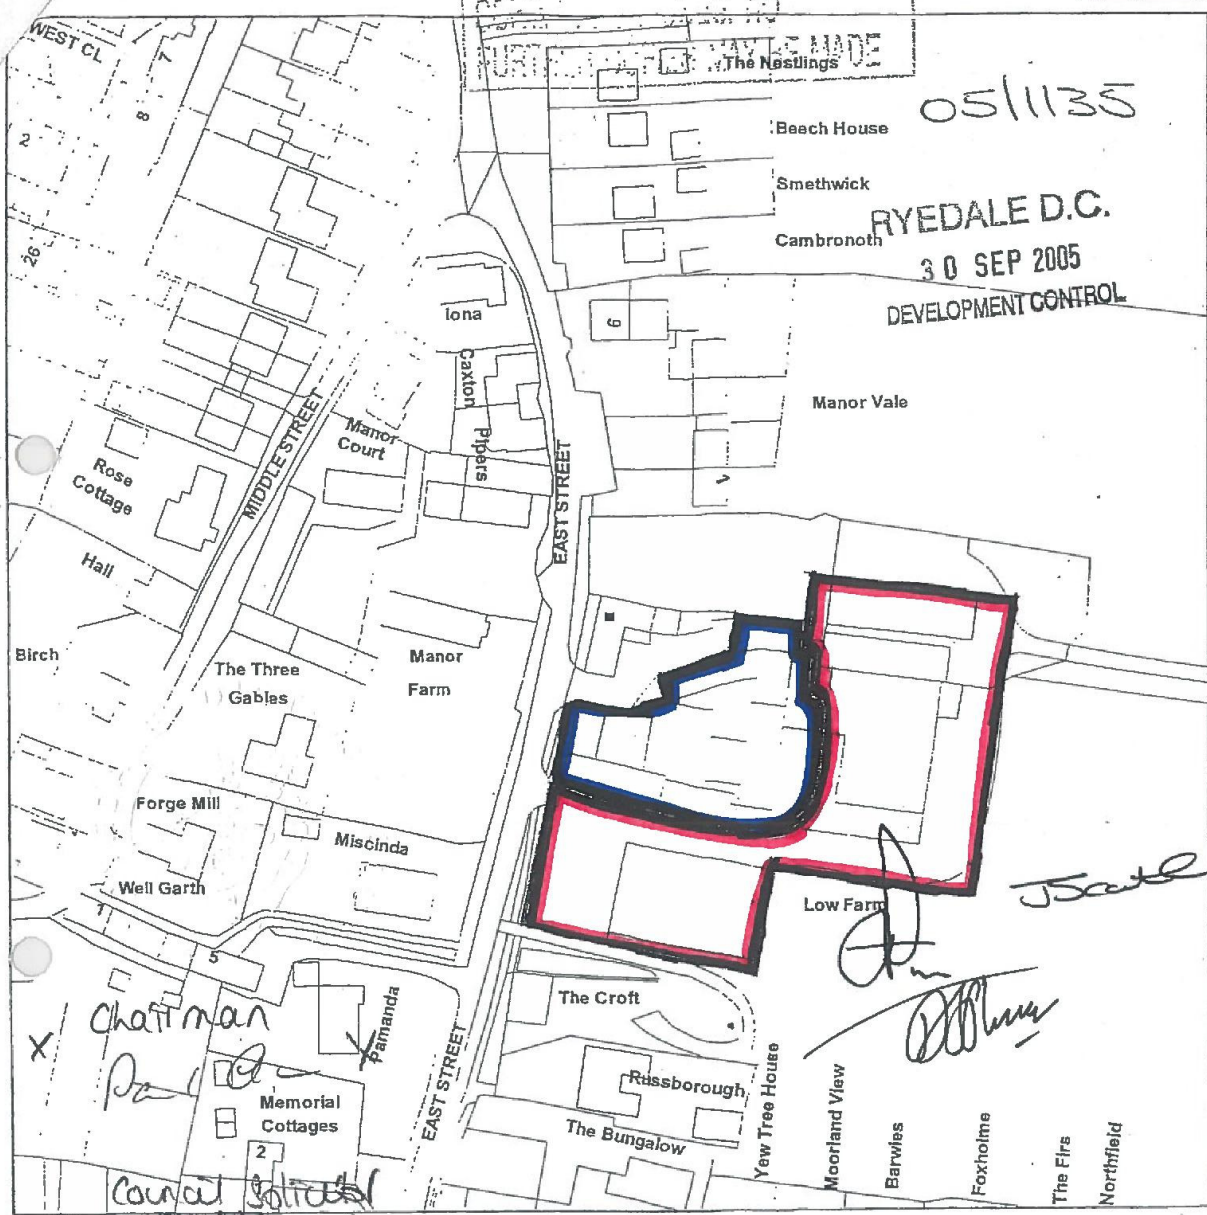 WEST CL
7
8
2
26
MADE
The Nestlings
05/1135
Beech House
Smethwick
Cambronoth
RYEDALE D.C.
30 SEP 2005
DEVELOPMENT CONTROL
Iona
6
Caxton
Pipers
Manor Vale
MIDDLE STREET
Manor
Court
EAST STREET
1
Rose
Cottage
Hall
Birch
The Three
Gables
Manor
Farm
Forge Mill
Miscinda
Well Garth
1
5
Low Farm
Chairman
X
X
Pamanda
The Croft
EAST STREET
Memorial
Cottages
2
Russborough
The Bungalow
Yew Tree House
Moorland View
Barwies
Foxholme
The Firs
Northfield
Council Solicitor